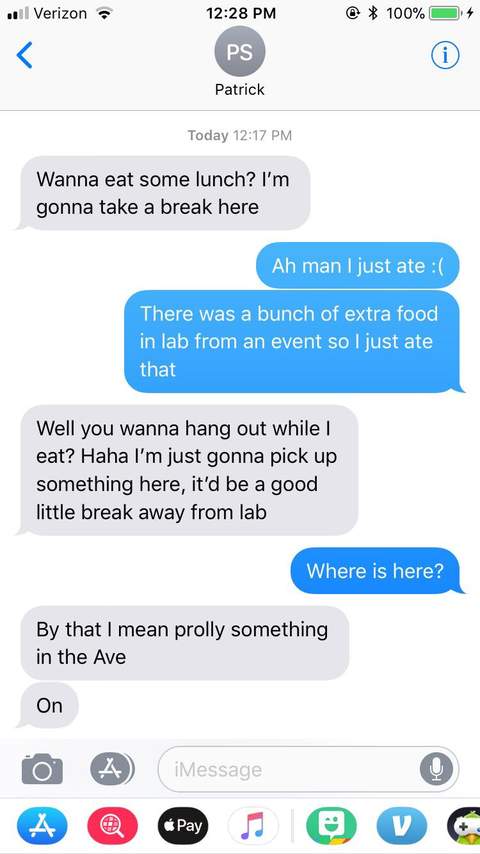 Verizon 12:28 PM 100%
PS
Patrick
Today 12:17 PM
Wanna eat some lunch? I’m
gonna take a break here
Ah man I just ate :(
There was a bunch of extra food
in lab from an event so I just ate
that
Well you wanna hang out while I
eat? Haha I’m just gonna pick up
something here, it’d be a good
little break away from lab
Where is here?
By that I mean prolly something
in the Ave
On
iMessage
Pay